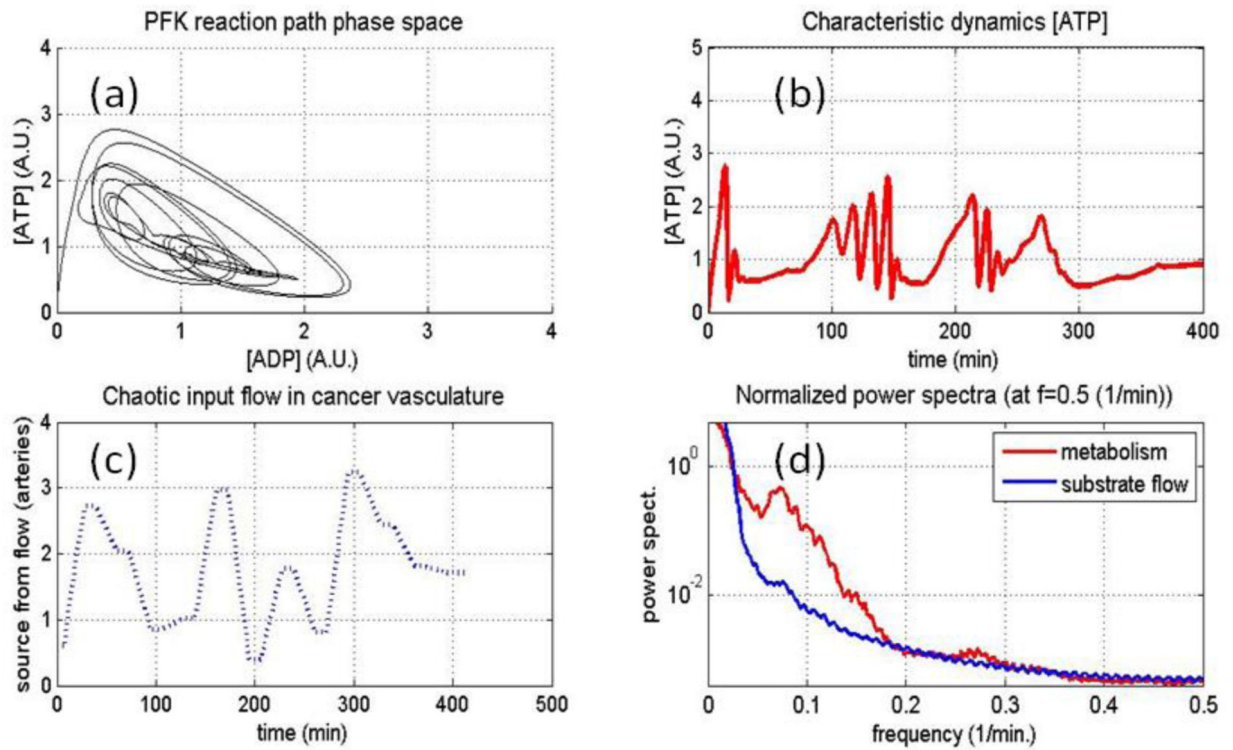 PFK reaction path phase space
(a)
[ATP] (A.U.)
4
3
2
1
0
0 1 2 3 4
[ADP] (A.U.)
Characteristic dynamics [ATP]
(b)
[ATP] (A.U.)
5
4
3
2
1
0
0 100 200 300 400
time (min)
Chaotic input flow in cancer vasculature
(c)
source from flow (arteries)
4
3
2
1
0
0 100 200 300 400 500
time (min)
Normalized power spectra (at f=0.5 (1/min))
(d)
metabolism
substrate flow
power spect.
10^0
10^-2
0 0.1 0.2 0.3 0.4 0.5
frequency (1/min.)